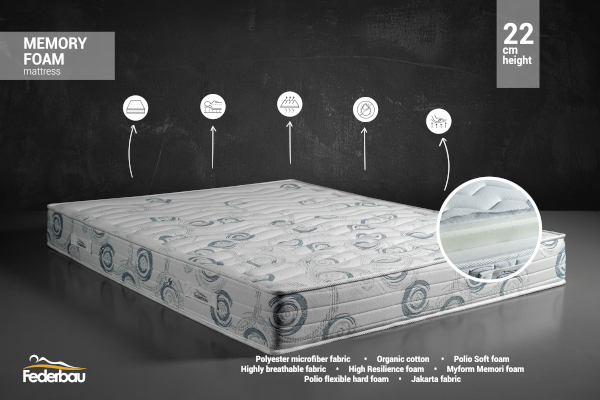 MEMORY
FOAM
mattress
22
cm
height
Polyester microfiber fabric • Organic cotton • Polio Soft foam
Highly breathable fabric • High Resilience foam • Myform Memori foam
Polio flexible hard foam • Jakarta fabric
Federbau